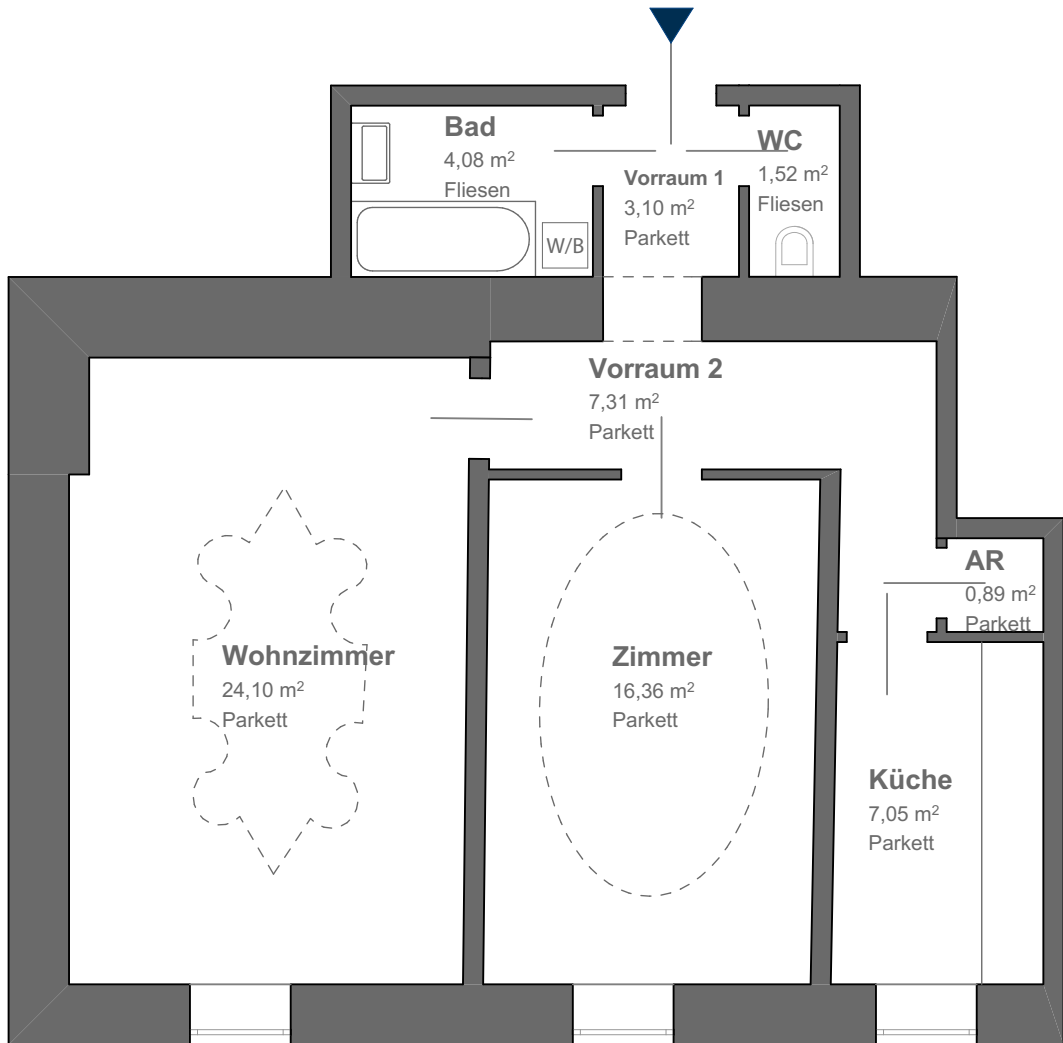 Bad
4,08 m²
Fliesen
W/B
Vorraum 1
3,10 m²
Parkett
WC
1,52 m²
Fliesen
Vorraum 2
7,31 m²
Parkett
AR
0,89 m²
Parkett
Wohnzimmer
24,10 m²
Parkett
Zimmer
16,36 m²
Parkett
Küche
7,05 m²
Parkett